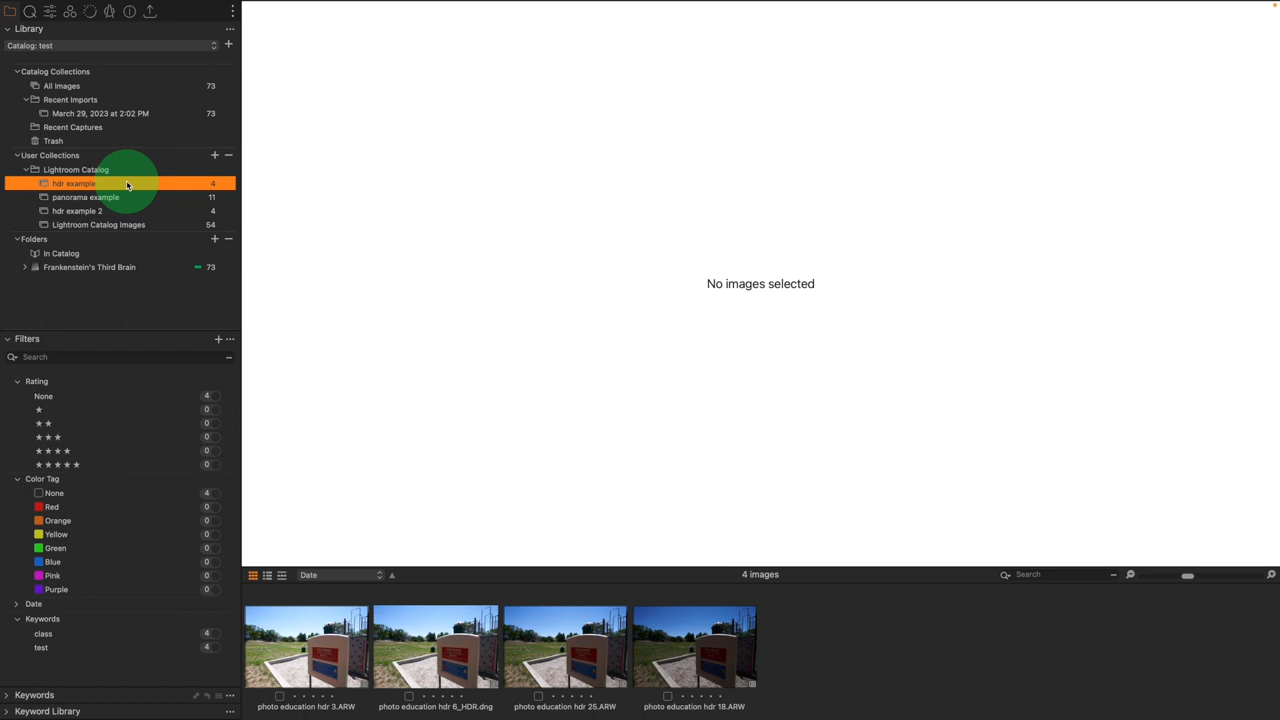 Library
Catalog: test
Catalog Collections
All Images 73
Recent Imports
March 29, 2023 at 2:02 PM 73
Recent Captures
Trash
User Collections
Lightroom Catalog
hdr example 4
panorama example 11
hdr example 2 4
Lightroom Catalog Images 54
Folders
In Catalog
Frankenstein's Third Brain 73
Filters
Search
Rating
None 4
0
0
0
0
0
Color Tag
None 4
Red 0
Orange 0
Yellow 0
Green 0
Blue 0
Pink 0
Purple 0
Date
Keywords
class 4
test 4
Keywords
Keyword Library
No images selected
Date 4 images Search
photo education hdr 3.ARW photo education hdr 6_HDR.dng photo education hdr 25.ARW photo education hdr 18.ARW